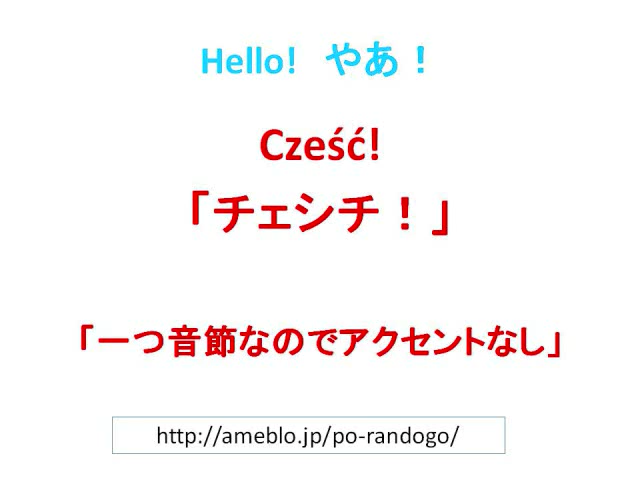 Hello!　やあ！
Cześć!
「チェシチ！」
「一つ音節なのでアクセントなし」
http://ameblo.jp/po-randogo/